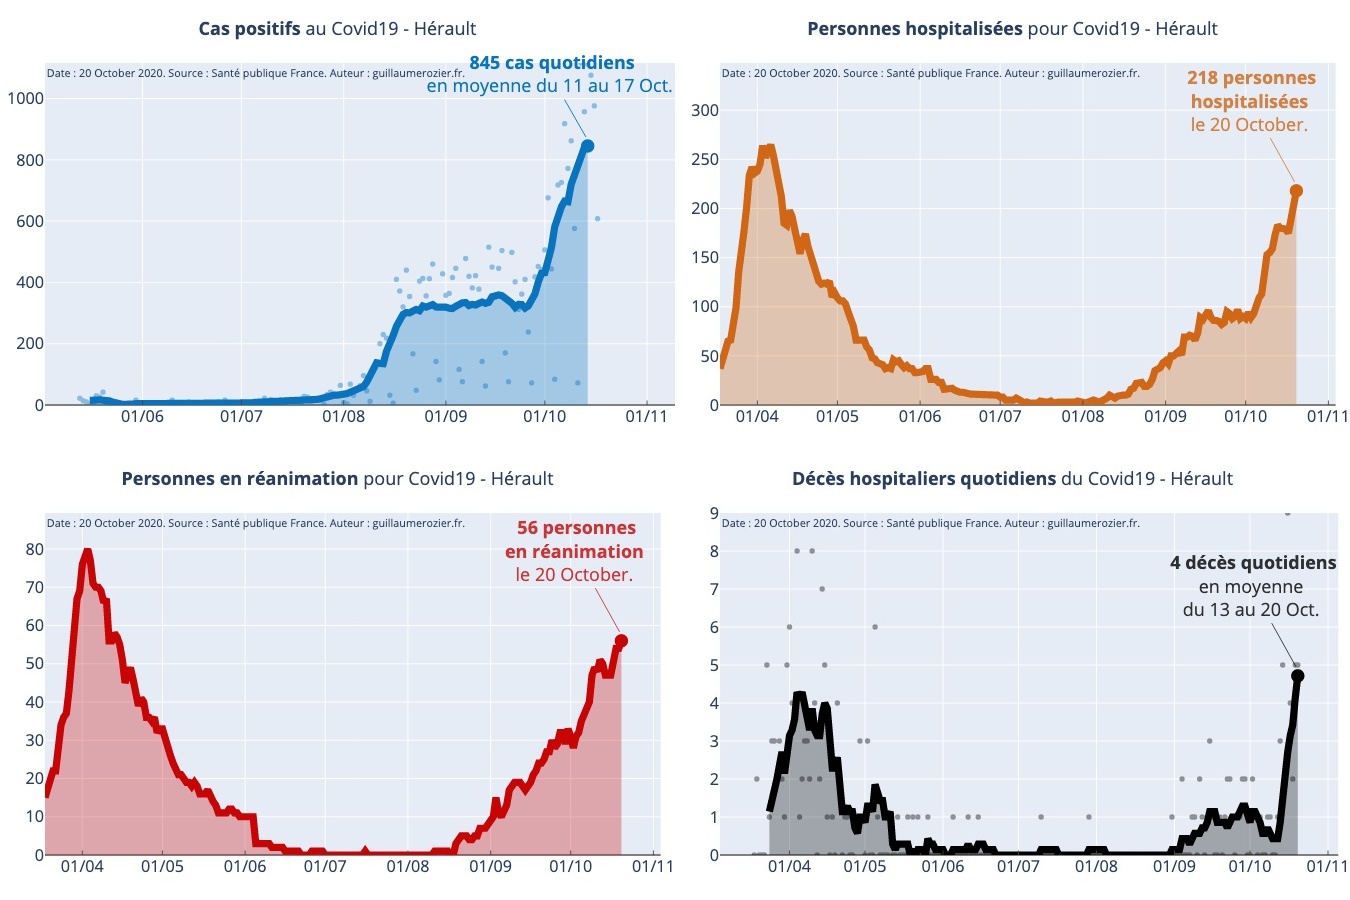 Cas positifs au Covid19 - Hérault
845 cas quotidiens
Date : 20 October 2020. Source : Santé publique France. Auteur : guillaumerozier.fr.
en moyenne du 11 au 17 Oct.
1000
800
600
400
200
0
01/06 01/07 01/08 01/09 01/10 01/11
Personnes hospitalisées pour Covid19 - Hérault
Date : 20 October 2020. Source : Santé publique France. Auteur : guillaumerozier.fr.
218 personnes
hospitalisées
le 20 October.
300
250
200
150
100
50
0
01/04 01/05 01/06 01/07 01/08 01/09 01/10 01/11
Personnes en réanimation pour Covid19 - Hérault
Date : 20 October 2020. Source : Santé publique France. Auteur : guillaumerozier.fr.
56 personnes
en réanimation
le 20 October.
80
70
60
50
40
30
20
10
0
01/04 01/05 01/06 01/07 01/08 01/09 01/10 01/11
Décès hospitaliers quotidiens du Covid19 - Hérault
Date : 20 October 2020. Source : Santé publique France. Auteur : guillaumerozier.fr.
4 décès quotidiens
en moyenne
du 13 au 20 Oct.
9
8
7
6
5
4
3
2
1
0
01/04 01/05 01/06 01/07 01/08 01/09 01/10 01/11